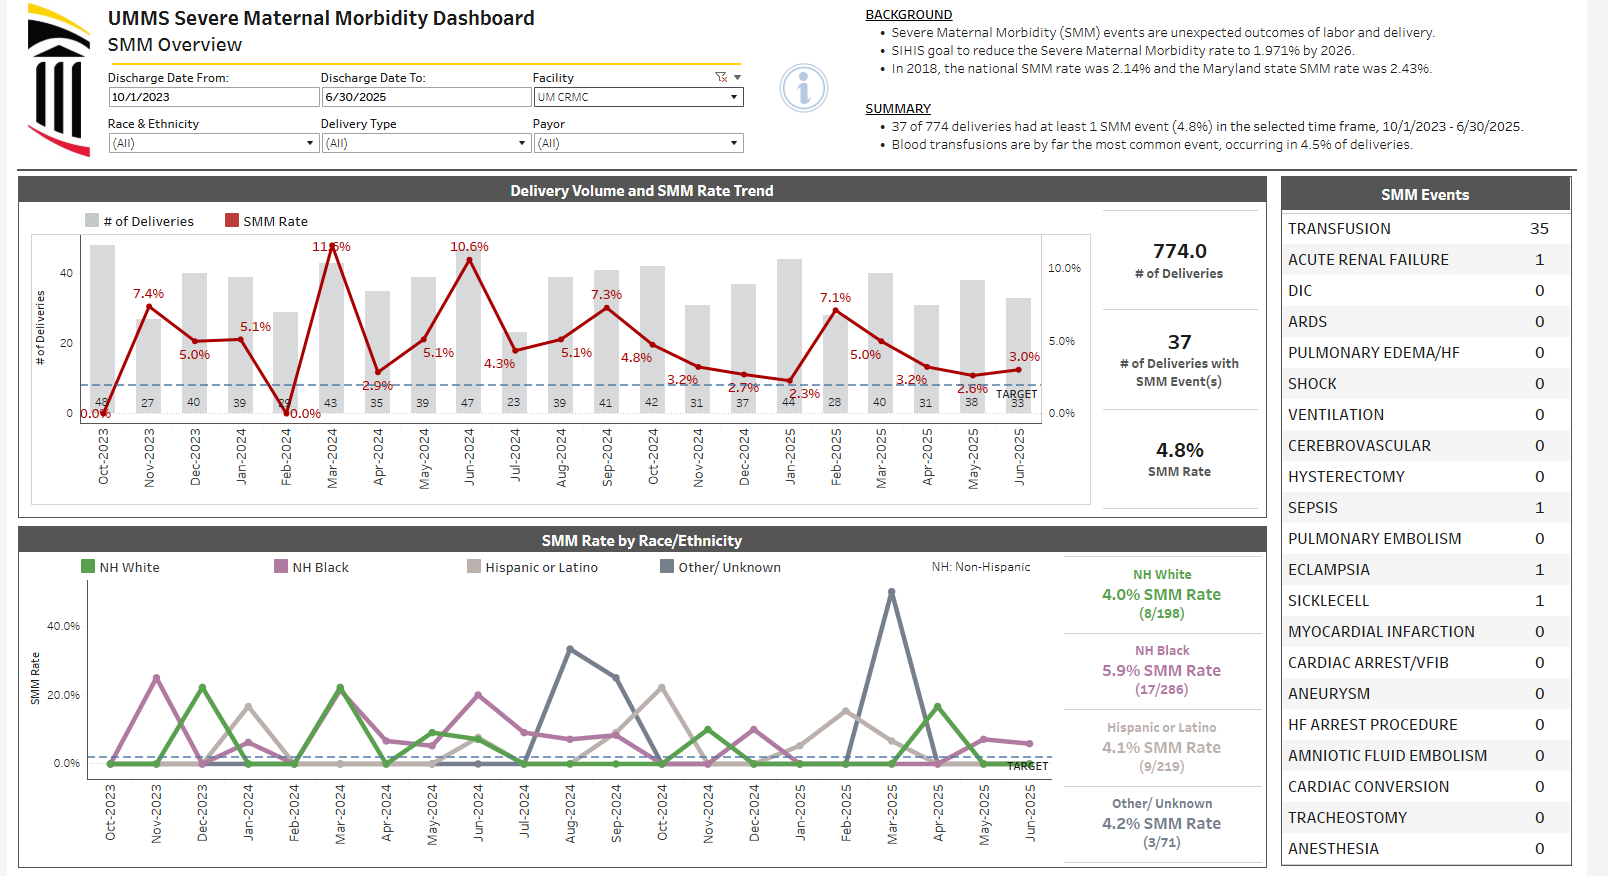 UMMS Severe Maternal Morbidity Dashboard
SMM Overview
Discharge Date From:
Discharge Date To:
Facility
10/1/2023
6/30/2025
UM CRMC
Race & Ethnicity
Delivery Type
Payor
(All)
(All)
(All)
BACKGROUND
• Severe Maternal Morbidity (SMM) events are unexpected outcomes of labor and delivery.
• SIHIS goal to reduce the Severe Maternal Morbidity rate to 1.971% by 2026.
• In 2018, the national SMM rate was 2.14% and the Maryland state SMM rate was 2.43%.
SUMMARY
• 37 of 774 deliveries had at least 1 SMM event (4.8%) in the selected time frame, 10/1/2023 - 6/30/2025.
• Blood transfusions are by far the most common event, occurring in 4.5% of deliveries.
Delivery Volume and SMM Rate Trend
# of Deliveries
SMM Rate
# of Deliveries
40
20
0
10.0%
5.0%
0.0%
0.0% 7.4% 5.0% 5.1% 0.0% 11.6% 2.9% 5.1% 10.6% 4.3% 5.1% 7.3% 4.8% 3.2% 2.7% 2.3% 7.1% 5.0% 3.2% 2.6% 3.0%
TARGET
48 27 40 39 29 43 35 39 47 23 39 41 42 31 37 44 28 40 31 38 33
Oct-2023 Nov-2023 Dec-2023 Jan-2024 Feb-2024 Mar-2024 Apr-2024 May-2024 Jun-2024 Jul-2024 Aug-2024 Sep-2024 Oct-2024 Nov-2024 Dec-2024 Jan-2025 Feb-2025 Mar-2025 Apr-2025 May-2025 Jun-2025
774.0
# of Deliveries
37
# of Deliveries with
SMM Event(s)
4.8%
SMM Rate
SMM Rate by Race/Ethnicity
NH White
NH Black
Hispanic or Latino
Other/ Unknown
NH: Non-Hispanic
SMM Rate
40.0%
20.0%
0.0%
TARGET
Oct-2023 Nov-2023 Dec-2023 Jan-2024 Feb-2024 Mar-2024 Apr-2024 May-2024 Jun-2024 Jul-2024 Aug-2024 Sep-2024 Oct-2024 Nov-2024 Dec-2024 Jan-2025 Feb-2025 Mar-2025 Apr-2025 May-2025 Jun-2025
NH White
4.0% SMM Rate
(8/198)
NH Black
5.9% SMM Rate
(17/286)
Hispanic or Latino
4.1% SMM Rate
(9/219)
Other/ Unknown
4.2% SMM Rate
(3/71)
SMM Events
TRANSFUSION 35
ACUTE RENAL FAILURE 1
DIC 0
ARDS 0
PULMONARY EDEMA/HF 0
SHOCK 0
VENTILATION 0
CEREBROVASCULAR 0
HYSTERECTOMY 0
SEPSIS 1
PULMONARY EMBOLISM 0
ECLAMPSIA 1
SICKLECELL 1
MYOCARDIAL INFARCTION 0
CARDIAC ARREST/VFIB 0
ANEURYSM 0
HF ARREST PROCEDURE 0
AMNIOTIC FLUID EMBOLISM 0
CARDIAC CONVERSION 0
TRACHEOSTOMY 0
ANESTHESIA 0